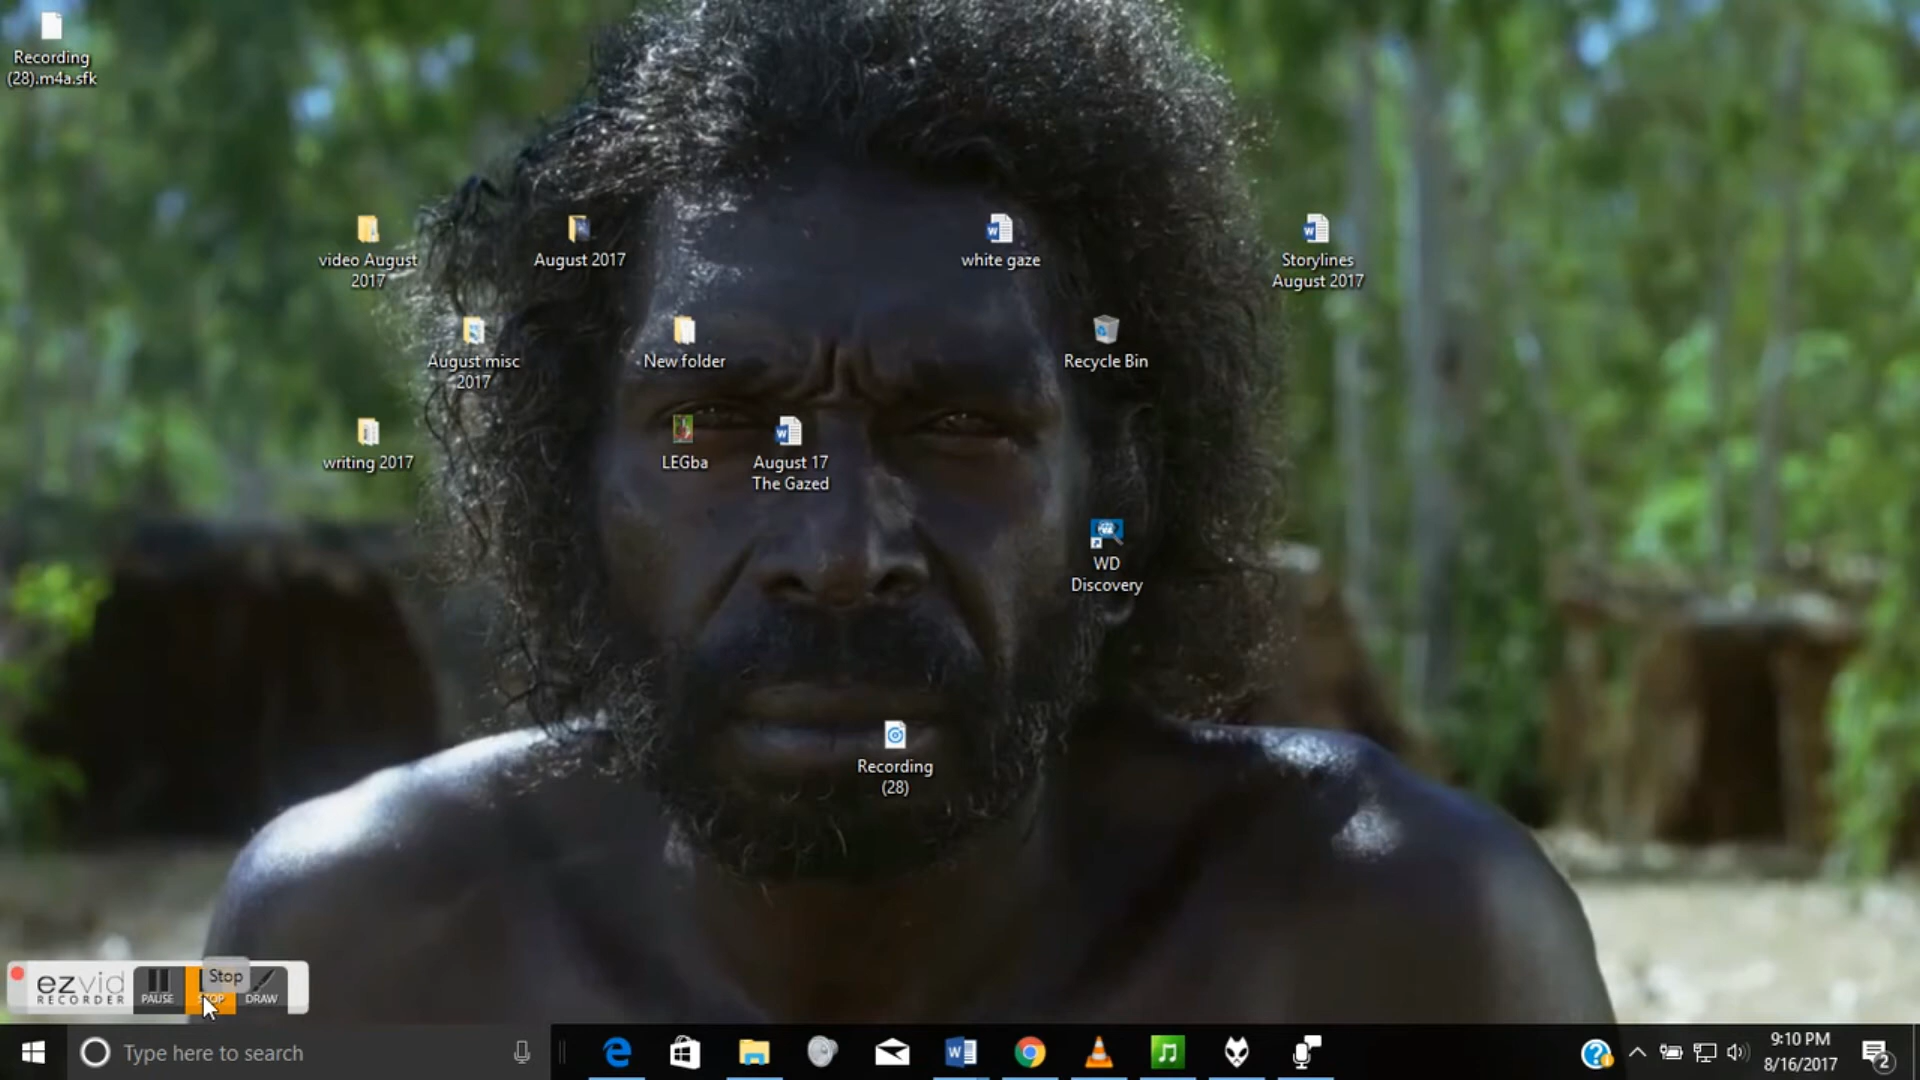 Recording
(28).m4a.sfk
video August
2017
August 2017
white gaze
Storylines
August 2017
August misc
2017
New folder
Recycle Bin
writing 2017
LEGba
August 17
The Gazed
WD
Discovery
Recording
(28)
ezvid
RECORDER
PAUSE
Stop
STOP
DRAW
Type here to search
9:10 PM
8/16/2017
2